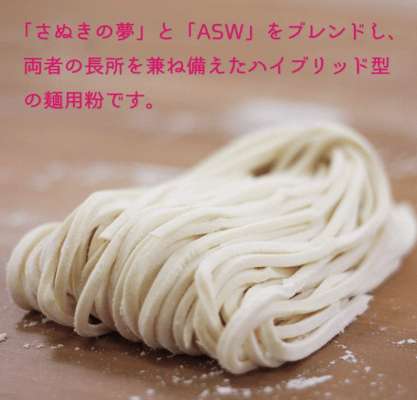 「さぬきの夢」と「ASW」をブレンドし、
両者の長所を兼ね備えたハイブリッド型
の麺用粉です。